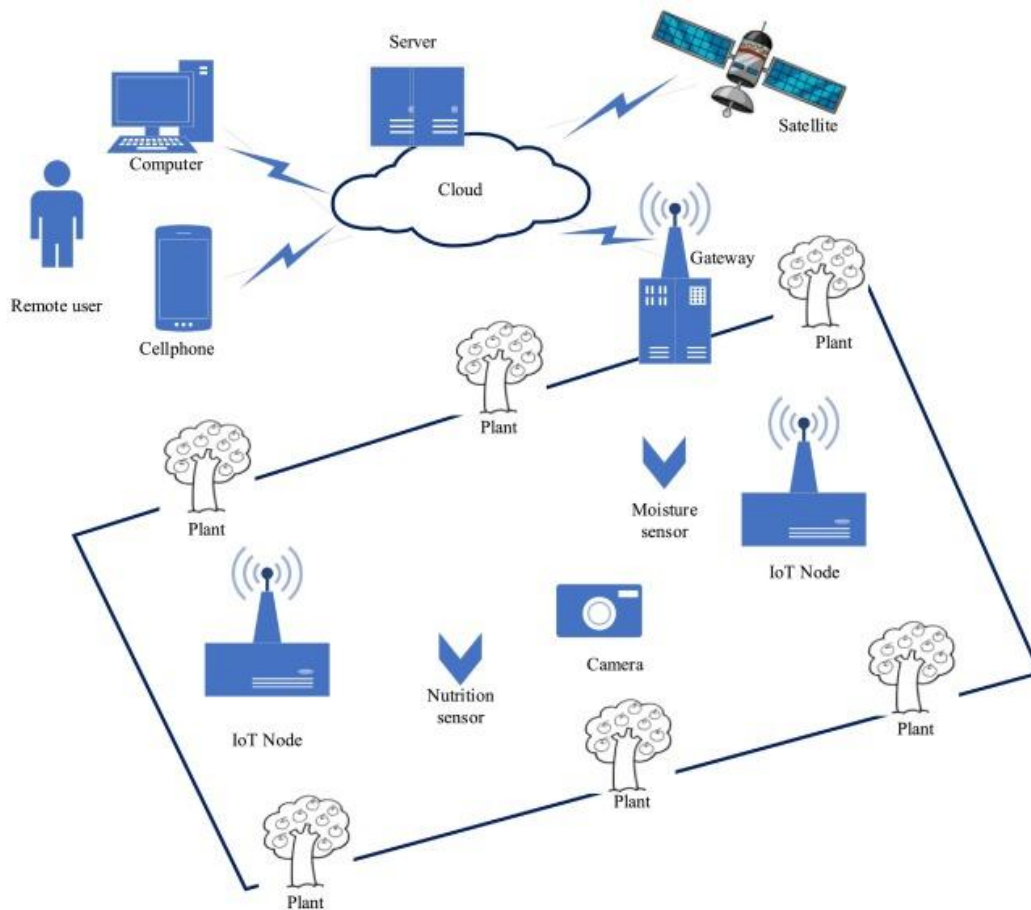 Server
Satellite
Computer
Cloud
Gateway
Remote user
Cellphone
Plant
Plant
Moisture
sensor
Plant
IoT Node
Camera
Nutrition
sensor
IoT Node
Plant
Plant
Plant